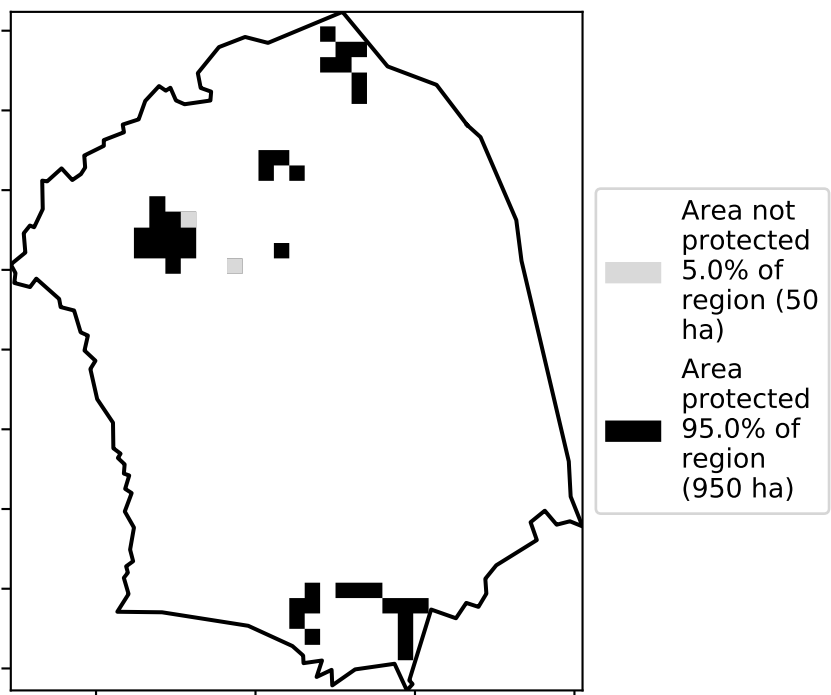 Area not
protected
5.0% of
region (50
ha)
Area
protected
95.0% of
region
(950 ha)